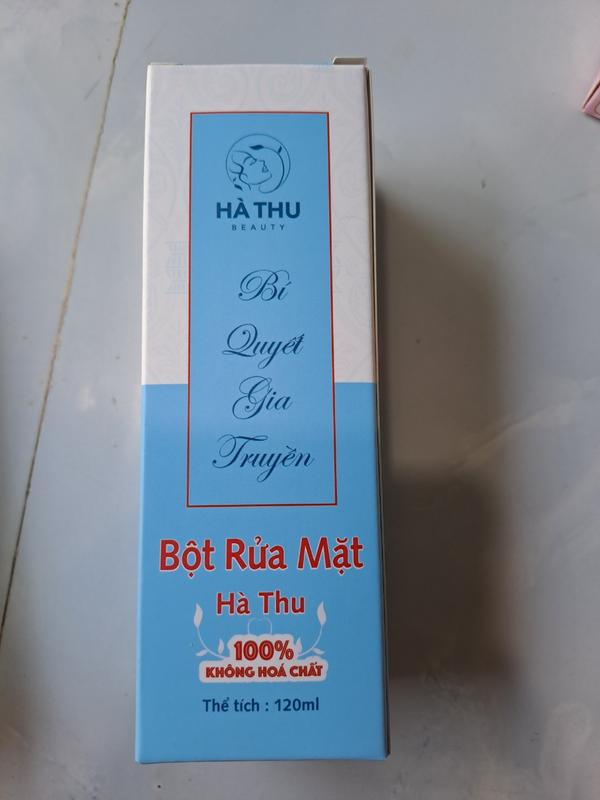 HÀ THU
BEAUTY
Bí
Quyết
Gia
Truyền
Bột Rửa Mặt
Hà Thu
100%
KHÔNG HOÁ CHẤT
Thể tích : 120ml